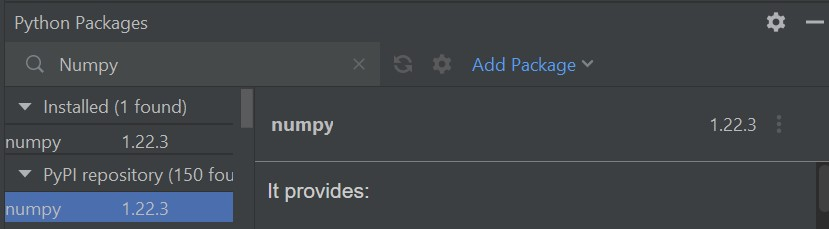 Python Packages
Numpy
Add Package
Installed (1 found)
numpy 1.22.3
PyPI repository (150 fou
numpy 1.22.3
numpy 1.22.3
It provides: